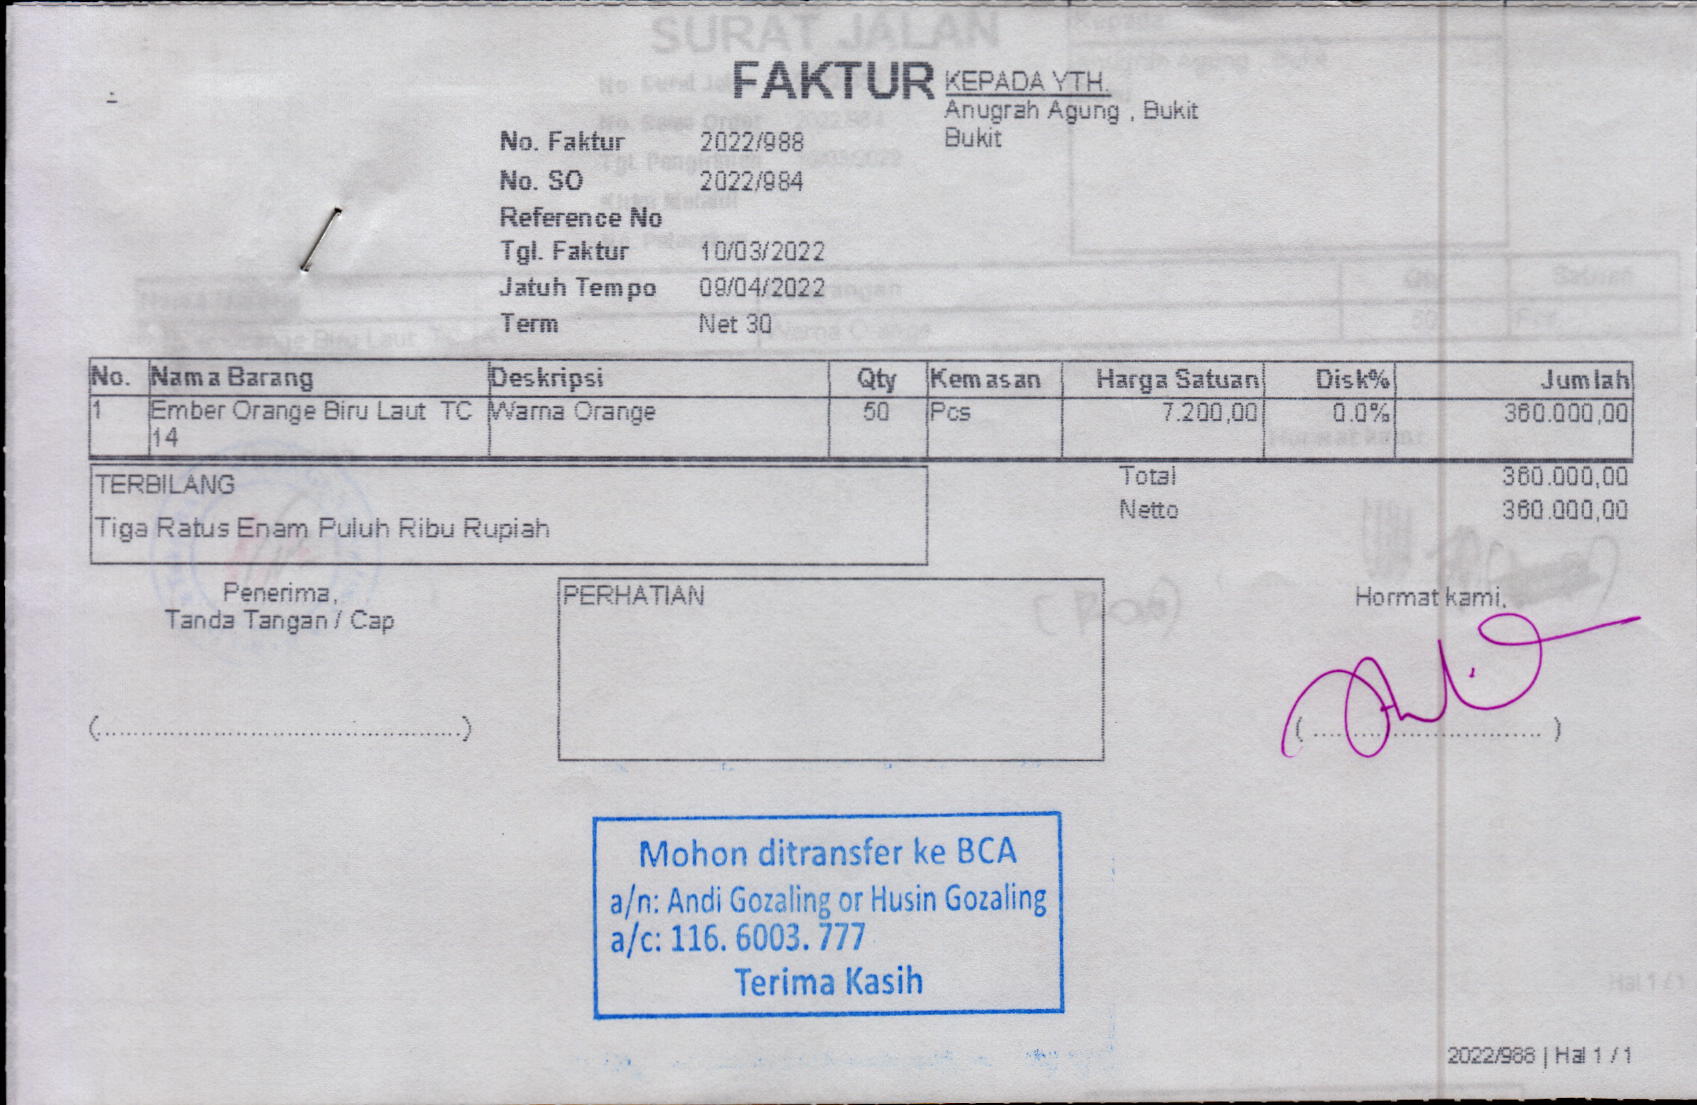 SURAT JALAN
FAKTUR
KEPADA YTH.
Anugrah Agung , Bukit
Bukit
No. Faktur 2022/988
No. SO 2022/984
Reference No
Tgl. Faktur 10/03/2022
Jatuh Tempo 09/04/2022
Term Net 30
No. Nama Barang Deskripsi Qty Kemasan Harga Satuan Disk% Jumlah
1 Ember Orange Biru Laut TC Warna Orange 50 Pcs 7.200,00 0.0% 360.000,00
14
TERBILANG
Tiga Ratus Enam Puluh Ribu Rupiah
Total 360.000,00
Netto 360.000,00
Penerima,
Tanda Tangan / Cap
(...........................................)
PERHATIAN
Hormat kami,
( ............................ )
Mohon ditransfer ke BCA
a/n: Andi Gozaling or Husin Gozaling
a/c: 116. 6003. 777
Terima Kasih
Hal 1 / 1
2022/988 | Hal 1 / 1